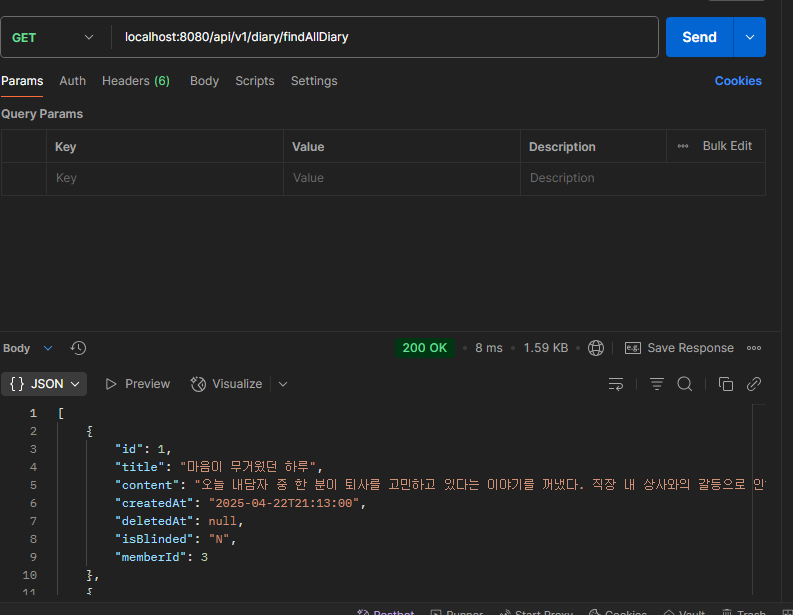 GET localhost:8080/api/v1/diary/findAllDiary Send
Params Auth Headers (6) Body Scripts Settings Cookies
Query Params
Key Value Description Bulk Edit
Key Value Description
Body 200 OK 8 ms 1.59 KB e.g. Save Response
{} JSON Preview Visualize
1 [
2 {
3 "id": 1,
4 "title": "마음이 무거웠던 하루",
5 "content": "오늘 내담자 중 한 분이 퇴사를 고민하고 있다는 이야기를 꺼냈다. 직장 내 상사와의 갈등으로
6 "createdAt": "2025-04-22T21:13:00",
7 "deletedAt": null,
8 "isBlinded": "N",
9 "memberId": 3
10 },
11 {
Postbot Runner Start Proxy Cookies Vault Trash